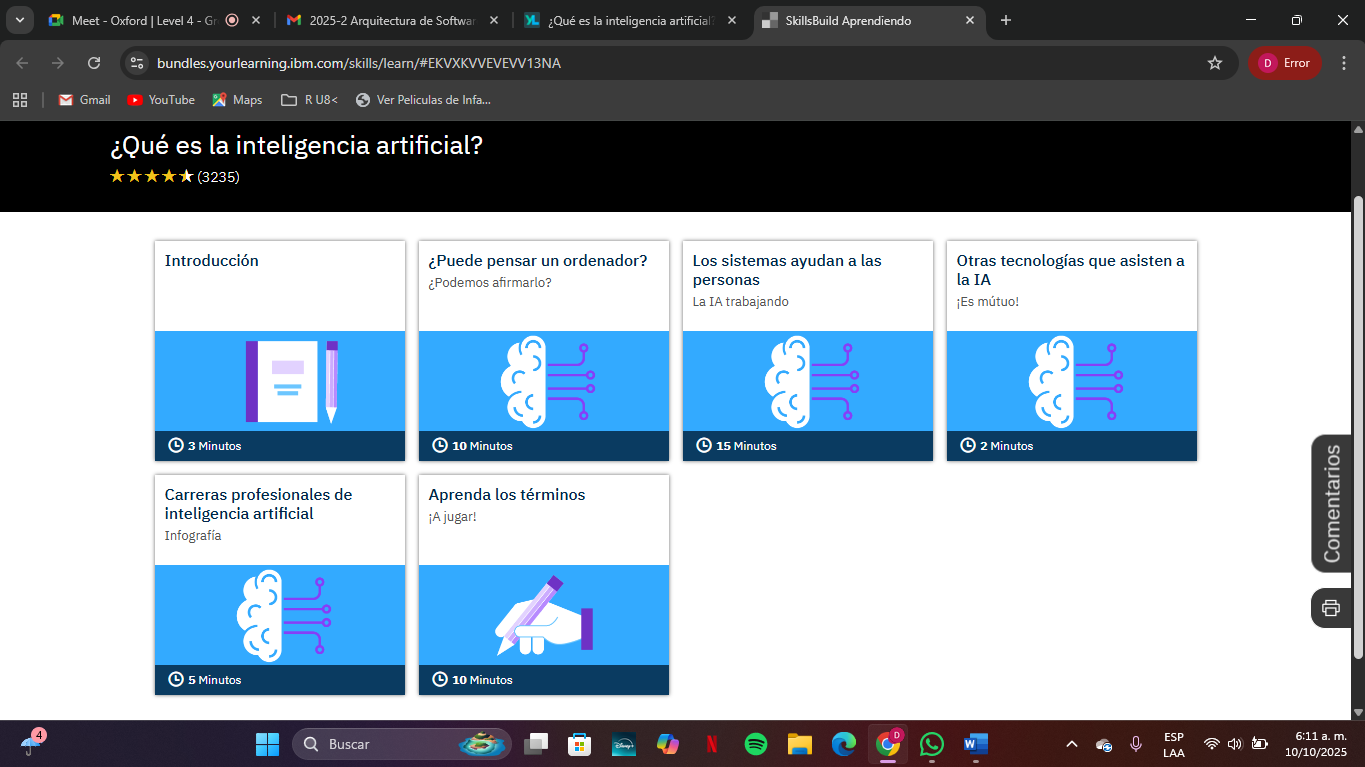 Meet - Oxford | Level 4 - Gr
2025-2 Arquitectura de Softwar
¿Qué es la inteligencia artificial?
SkillsBuild Aprendiendo
bundles.yourlearning.ibm.com/skills/learn/#EKVXKVVEVEVV13NA
D Error
Gmail
YouTube
Maps
R U8<
Ver Peliculas de Infa...
¿Qué es la inteligencia artificial?
(3235)
Introducción
3 Minutos
¿Puede pensar un ordenador?
¿Podemos afirmarlo?
10 Minutos
Los sistemas ayudan a las
personas
La IA trabajando
15 Minutos
Otras tecnologías que asisten a
la IA
¡Es mútuo!
2 Minutos
Carreras profesionales de
inteligencia artificial
Infografía
5 Minutos
Aprenda los términos
¡A jugar!
10 Minutos
Comentarios
4
Buscar
Disney+
N
D
W
ESP
LAA
6:11 a. m.
10/10/2025